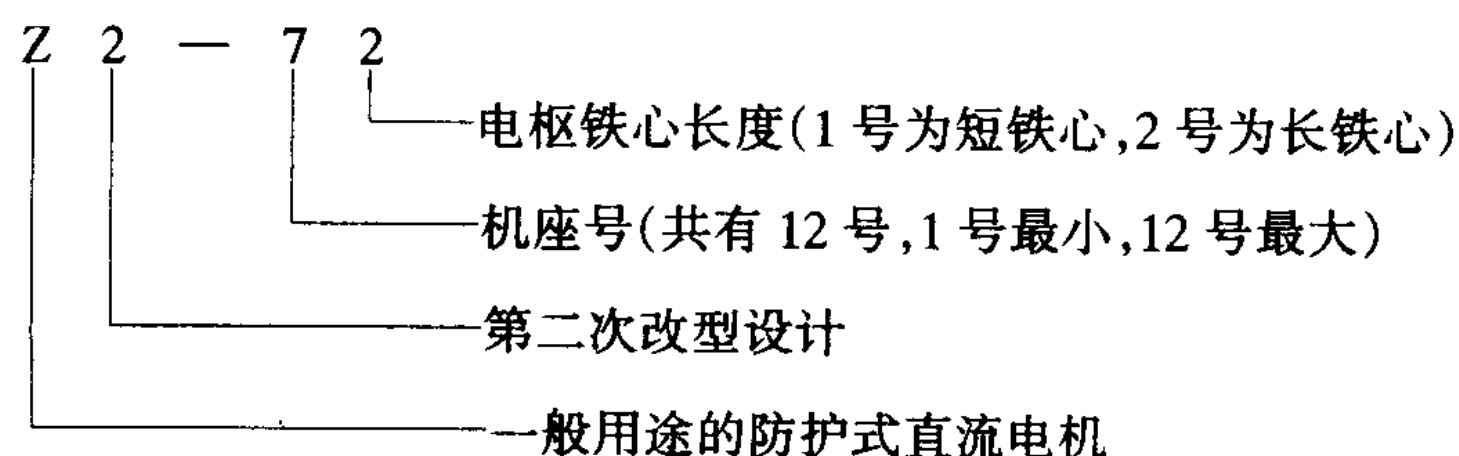 Z 2 — 7 2
电枢铁心长度(1 号为短铁心,2 号为长铁心)
机座号(共有 12 号,1 号最小,12 号最大)
第二次改型设计
一般用途的防护式直流电机